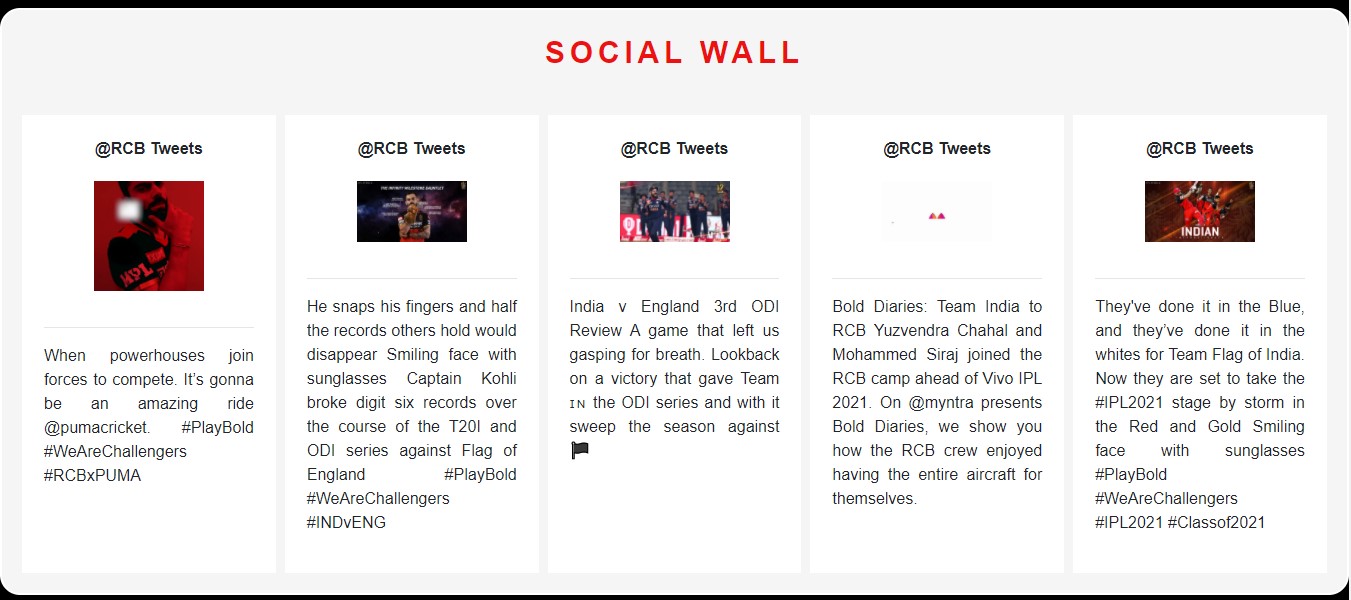 SOCIAL WALL
@RCB Tweets
When powerhouses join
forces to compete. It’s gonna
be an amazing ride
@pumacricket. #PlayBold
#WeAreChallengers
#RCBxPUMA
@RCB Tweets
THE INFINITY MILESTONE GAUNTLET
He snaps his fingers and half
the records others hold would
disappear Smiling face with
sunglasses Captain Kohli
broke digit six records over
the course of the T20I and
ODI series against Flag of
England #PlayBold
#WeAreChallengers
#INDvENG
@RCB Tweets
India v England 3rd ODI
Review A game that left us
gasping for breath. Lookback
on a victory that gave Team
🇮🇳 the ODI series and with it
sweep the season against
🏴
@RCB Tweets
Bold Diaries: Team India to
RCB Yuzvendra Chahal and
Mohammed Siraj joined the
RCB camp ahead of Vivo IPL
2021. On @myntra presents
Bold Diaries, we show you
how the RCB crew enjoyed
having the entire aircraft for
themselves.
@RCB Tweets
INDIAN
They've done it in the Blue,
and they’ve done it in the
whites for Team Flag of India.
Now they are set to take the
#IPL2021 stage by storm in
the Red and Gold Smiling
face with sunglasses
#PlayBold
#WeAreChallengers
#IPL2021 #Classof2021